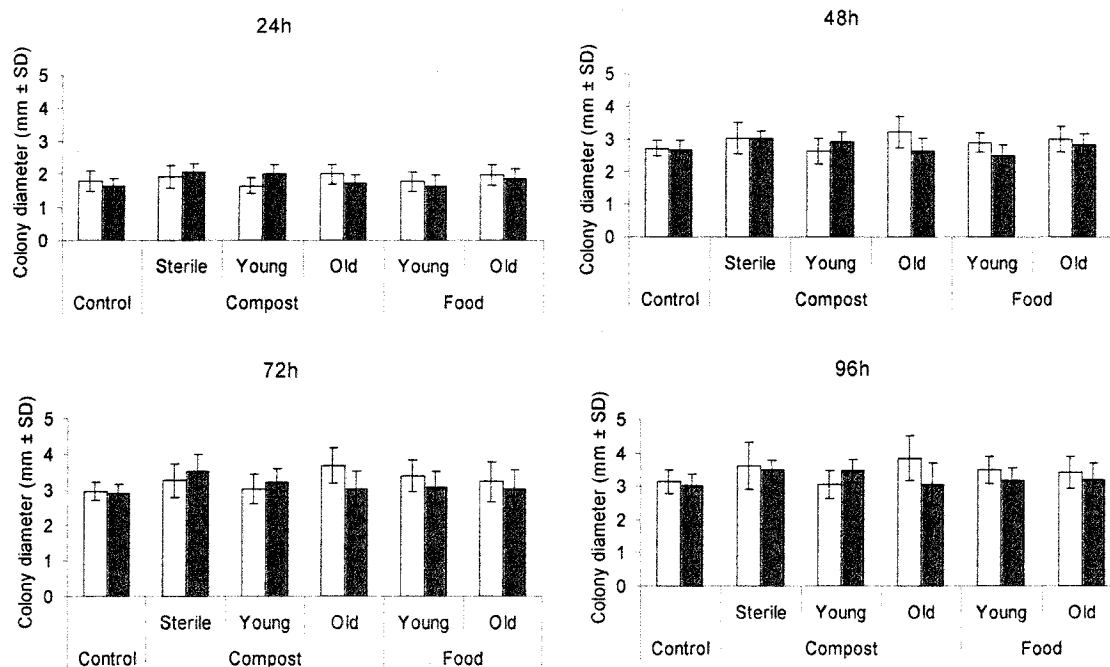 24h
Colony diameter (mm ± SD)
5
4
3
2
1
0
Sterile Young Old Young Old
Control Compost Food
48h
Colony diameter (mm ± SD)
5
4
3
2
1
0
Sterile Young Old Young Old
Control Compost Food
72h
Colony diameter (mm ± SD)
5
4
3
2
1
0
Sterile Young Old Young Old
Control Compost Food
96h
Colony diameter (mm ± SD)
5
4
3
2
1
0
Sterile Young Old Young Old
Control Compost Food